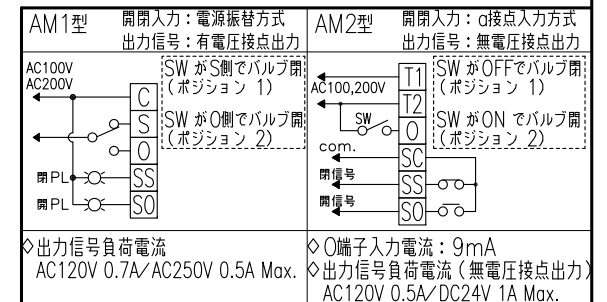 AM1型
開閉入力：電源振替方式
出力信号：有電圧接点出力
AC100V
AC200V
SW がS側でバルブ閉
(ポジション 1)
SW がO側でバルブ開
(ポジション 2)
C
S
O
閉PL
SS
開PL
SO
◇出力信号負荷電流
AC120V 0.7A/AC250V 0.5A Max.
AM2型
開閉入力：a接点入力方式
出力信号：無電圧接点出力
AC100,200V
SW
com.
閉信号
開信号
T1
T2
O
SC
SS
SO
SW がOFFでバルブ閉
(ポジション 1)
SW がON でバルブ開
(ポジション 2)
◇O端子入力電流：9mA
◇出力信号負荷電流(無電圧接点出力)
AC120V 0.5A/DC24V 1A Max.